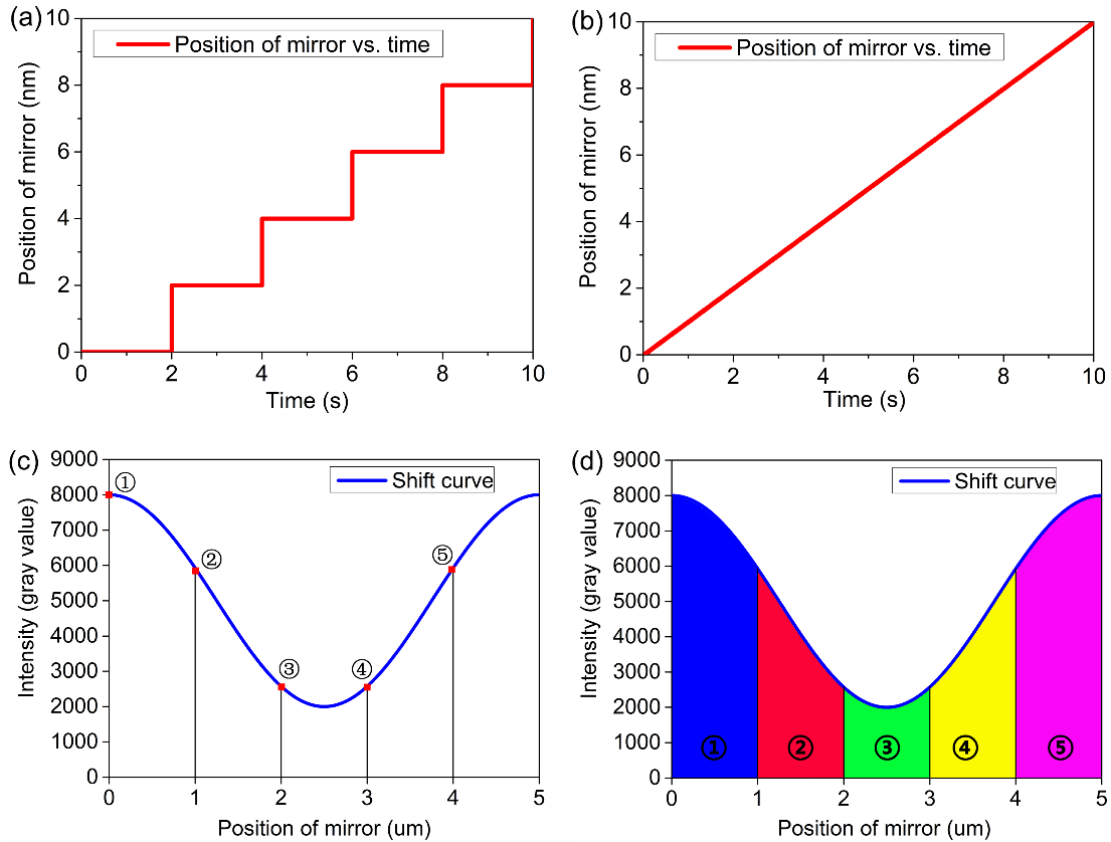 (a)
Position of mirror vs. time
Position of mirror (nm)
10
8
6
4
2
0
0 2 4 6 8 10
Time (s)
(b)
Position of mirror vs. time
Position of mirror (nm)
10
8
6
4
2
0
0 2 4 6 8 10
Time (s)
(c)
Shift curve
Intensity (gray value)
9000
8000
7000
6000
5000
4000
3000
2000
1000
0
①
②
③
④
⑤
0 1 2 3 4 5
Position of mirror (um)
(d)
Shift curve
Intensity (gray value)
9000
8000
7000
6000
5000
4000
3000
2000
1000
0
① ② ③ ④ ⑤
0 1 2 3 4 5
Position of mirror (um)